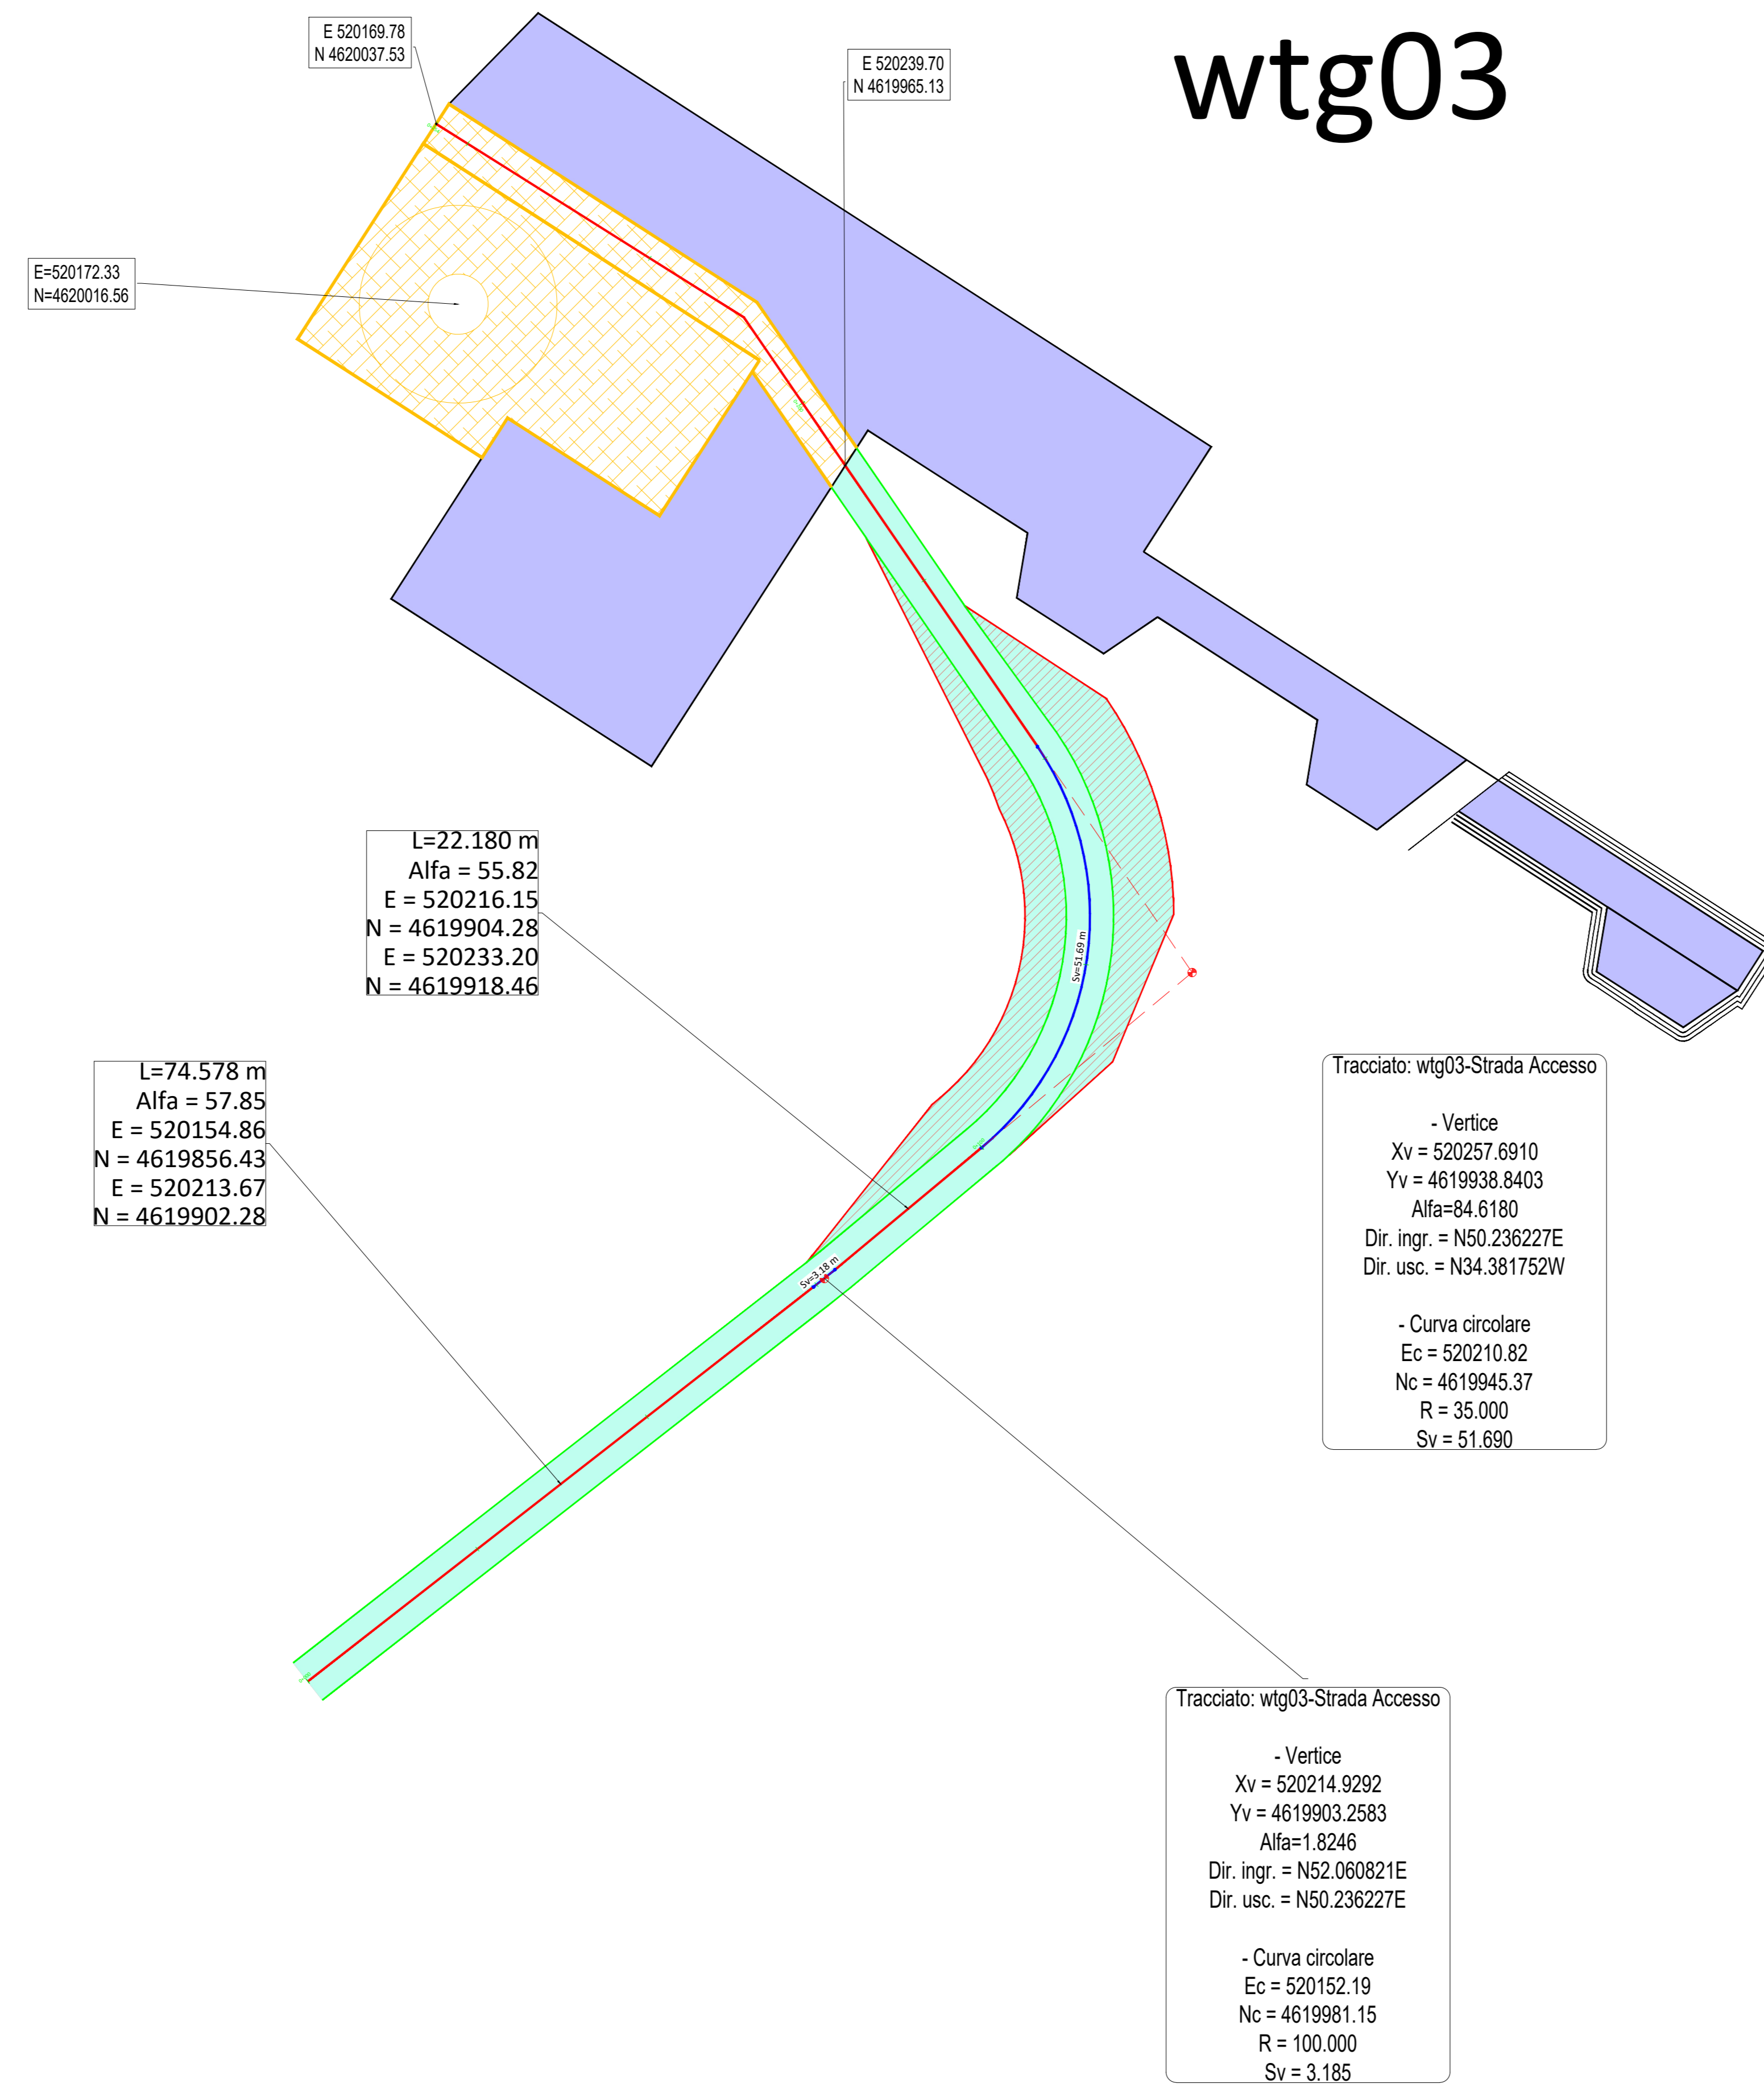 wtg03
E 520169.78
N 4620037.53
E 520239.70
N 4619965.13
E=520172.33
N=4620016.56
L=22.180 m
Alfa = 55.82
E = 520216.15
N = 4619904.28
E = 520233.20
N = 4619918.46
Sv=51.69 m
L=74.578 m
Alfa = 57.85
E = 520154.86
N = 4619856.43
E = 520213.67
N = 4619902.28
Sv=3.18 m
Tracciato: wtg03-Strada Accesso
- Vertice
Xv = 520257.6910
Yv = 4619938.8403
Alfa=84.6180
Dir. ingr. = N50.236227E
Dir. usc. = N34.381752W
- Curva circolare
Ec = 520210.82
Nc = 4619945.37
R = 35.000
Sv = 51.690
Tracciato: wtg03-Strada Accesso
- Vertice
Xv = 520214.9292
Yv = 4619903.2583
Alfa=1.8246
Dir. ingr. = N52.060821E
Dir. usc. = N50.236227E
- Curva circolare
Ec = 520152.19
Nc = 4619981.15
R = 100.000
Sv = 3.185